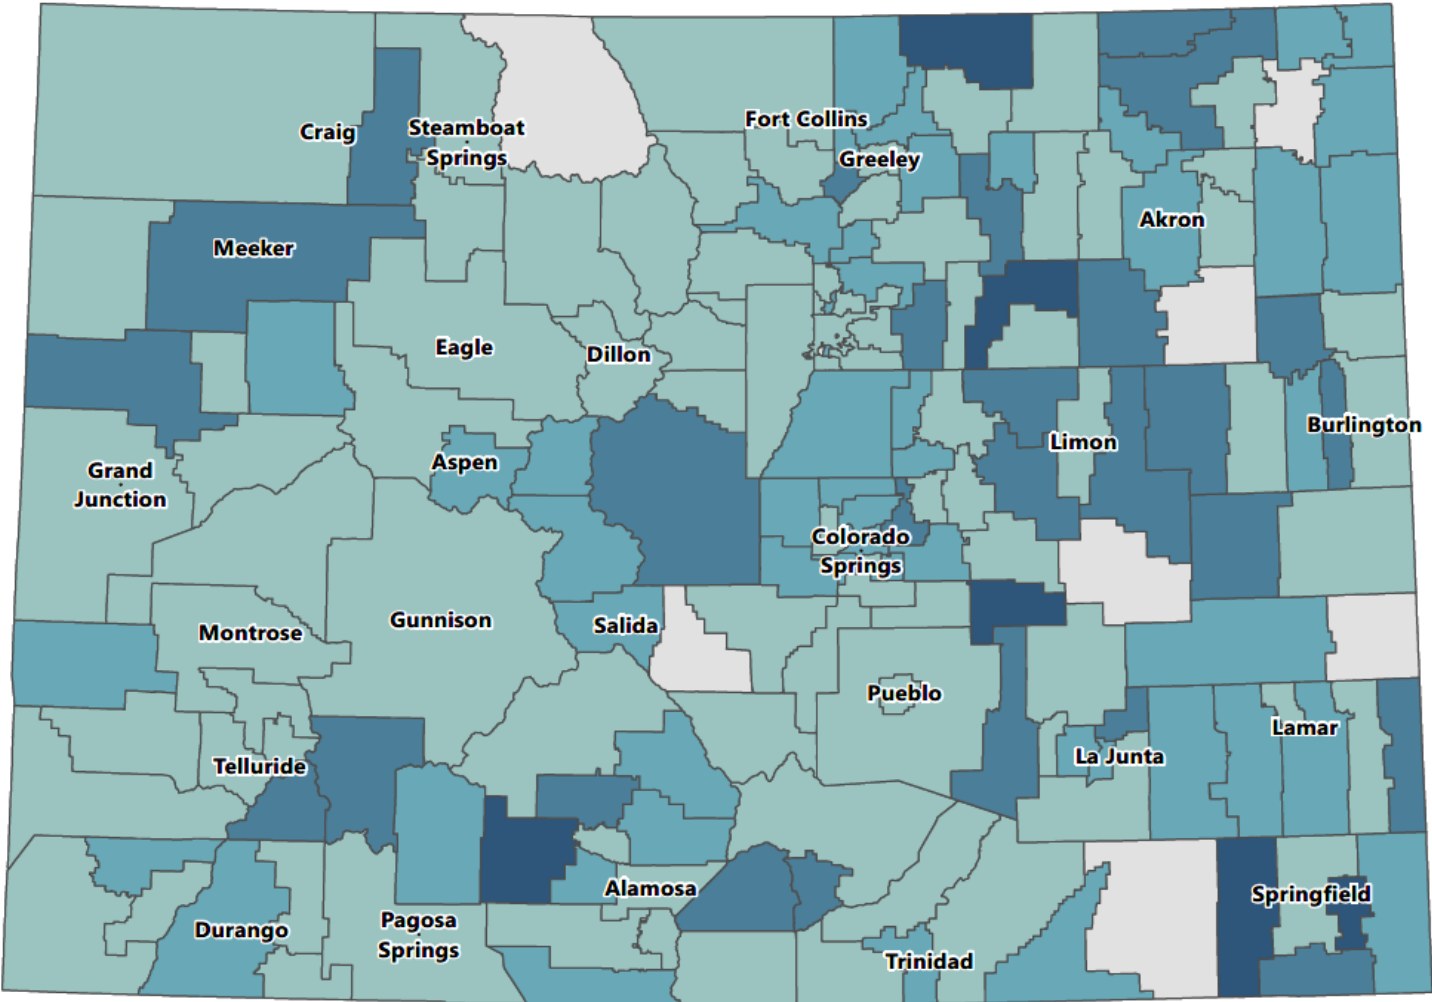 Craig
Steamboat
Springs
Fort Collins
Greeley
Akron
Meeker
Eagle
Dillon
Burlington
Limon
Aspen
Grand
Junction
Colorado
Springs
Gunnison
Salida
Montrose
Pueblo
Lamar
La Junta
Telluride
Alamosa
Springfield
Durango
Pagosa
Springs
Trinidad